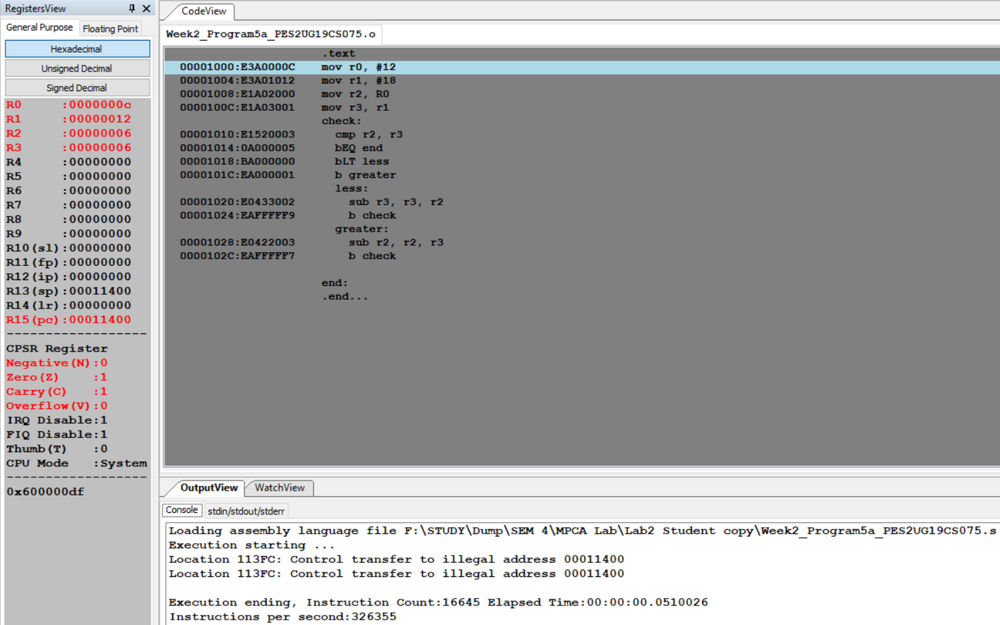 RegistersView
General Purpose
Floating Point
Hexadecimal
Unsigned Decimal
Signed Decimal
R0      :0000000c
R1      :00000012
R2      :00000006
R3      :00000006
R4      :00000000
R5      :00000000
R6      :00000000
R7      :00000000
R8      :00000000
R9      :00000000
R10(sl):00000000
R11(fp):00000000
R12(ip):00000000
R13(sp):00011400
R14(lr):00000000
R15(pc):00011400
-------------------
CPSR Register
Negative(N):0
Zero(Z)    :1
Carry(C)   :1
Overflow(V):0
IRQ Disable:1
FIQ Disable:1
Thumb(T)   :0
CPU Mode   :System
-------------------
0x600000df
CodeView
Week2_Program5a_PES2UG19CS075.o
.text
00001000:E3A0000C    mov r0, #12
00001004:E3A01012    mov r1, #18
00001008:E1A02000    mov r2, R0
0000100C:E1A03001    mov r3, r1
check:
00001010:E1520003      cmp r2, r3
00001014:0A000005      bEQ end
00001018:BA000000      bLT less
0000101C:EA000001      b greater
less:
00001020:E0433002        sub r3, r3, r2
00001024:EAFFFFF9        b check
greater:
00001028:E0422003        sub r2, r2, r3
0000102C:EAFFFFF7        b check
end:
.end...
OutputView
WatchView
Console
stdin/stdout/stderr
Loading assembly language file F:\STUDY\Dump\SEM 4\MPCA Lab\Lab2 Student copy\Week2_Program5a_PES2UG19CS075.s
Execution starting ...
Location 113FC: Control transfer to illegal address 00011400
Location 113FC: Control transfer to illegal address 00011400
Execution ending, Instruction Count:16645 Elapsed Time:00:00:00.0510026
Instructions per second:326355